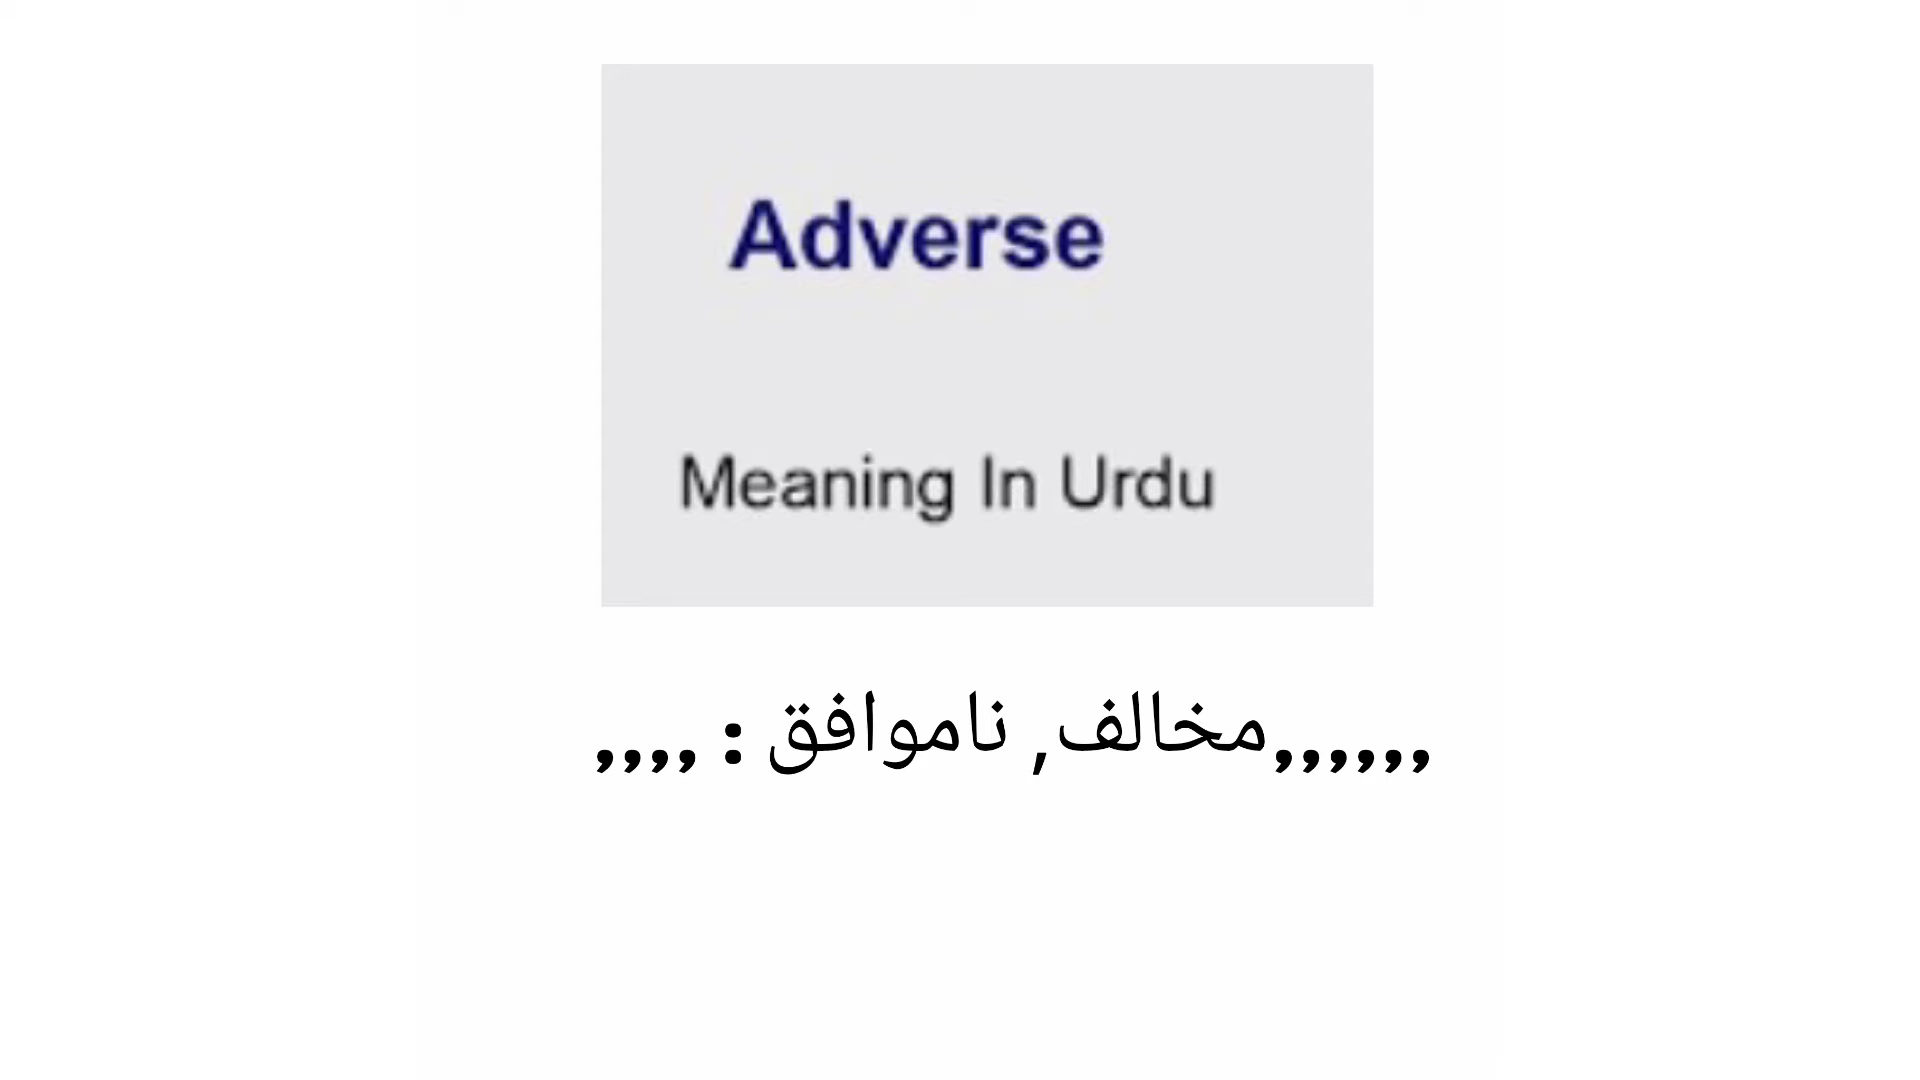 Adverse
Meaning In Urdu
,,,,,,مخالف, ناموافق : ,,,,